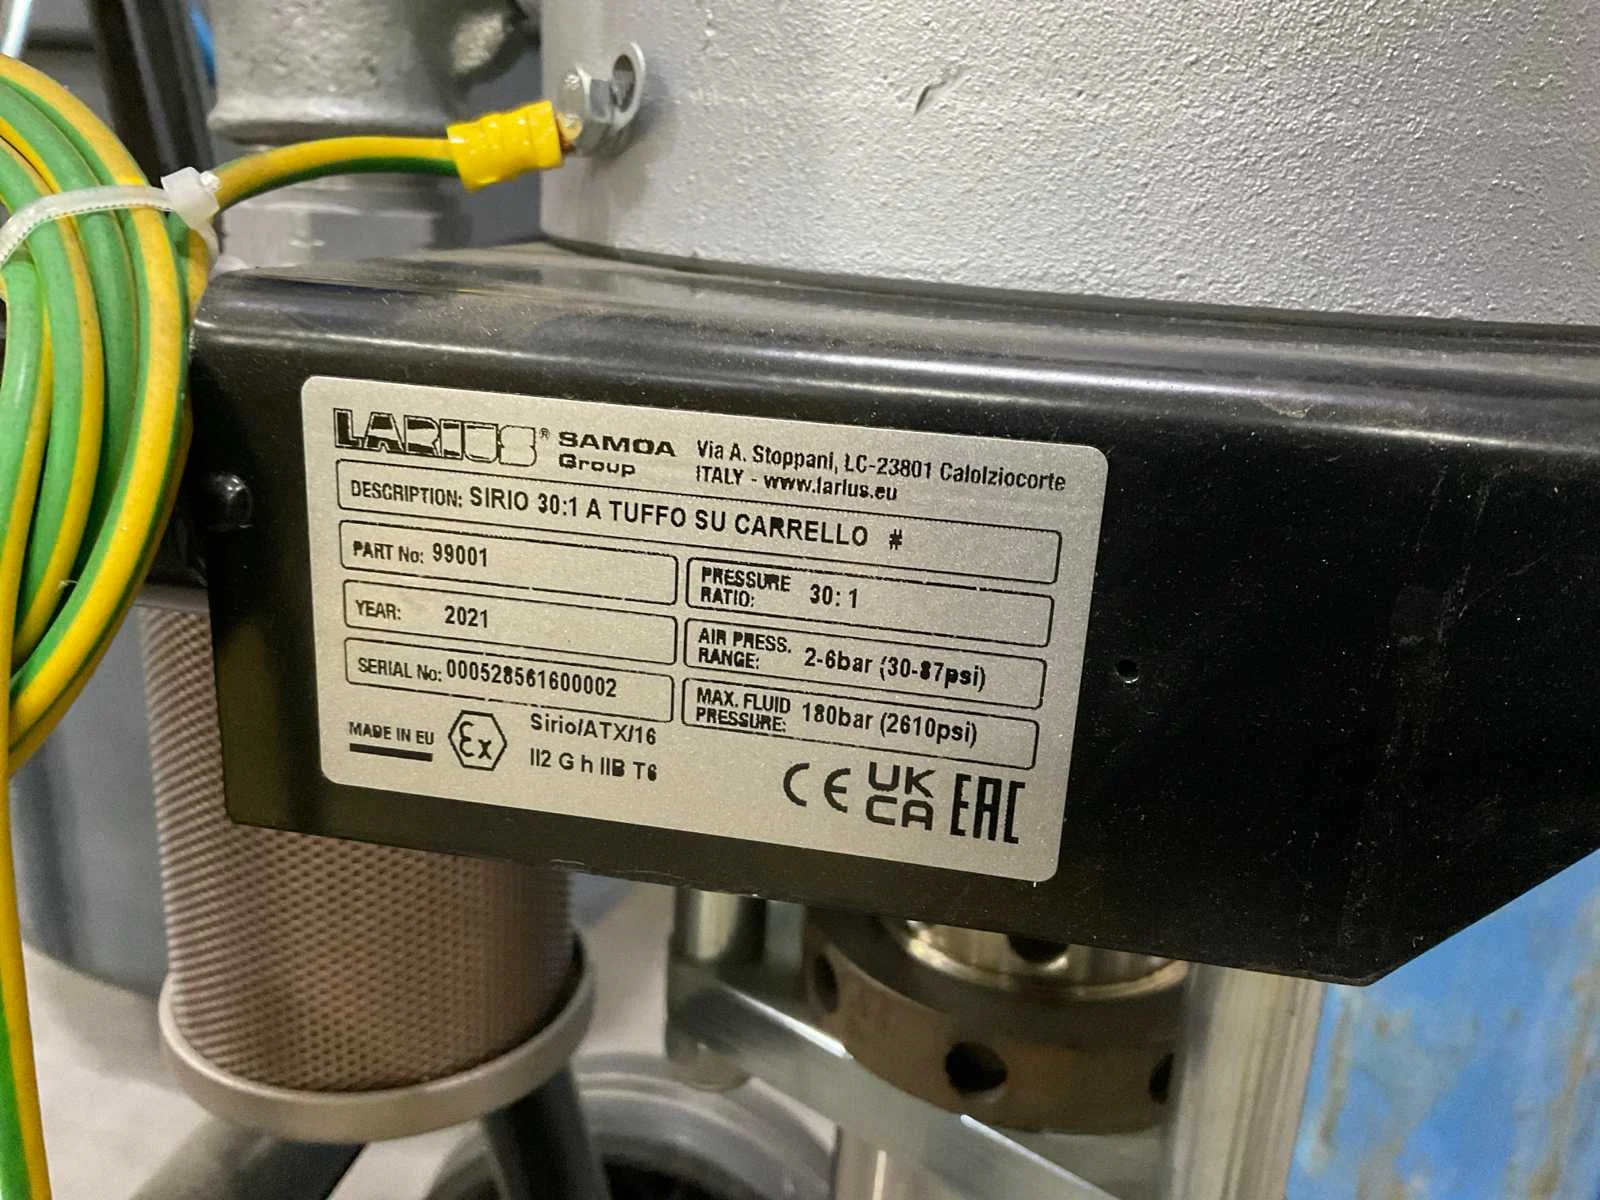 LARIUS® SAMOA Group Via A. Stoppani, LC-23801 Calolziocorte
ITALY - www.larius.eu
DESCRIPTION: SIRIO 30:1 A TUFFO SU CARRELLO #
PART No: 99001
PRESSURE RATIO: 30:1
YEAR: 2021
AIR PRESS. RANGE: 2-6bar (30-87psi)
SERIAL No: 000528561600002
MAX. FLUID PRESSURE: 180bar (2610psi)
MADE IN EU
Ex
Sirio/ATX/16
II2 G h IIB T6
CE UK CA EAC